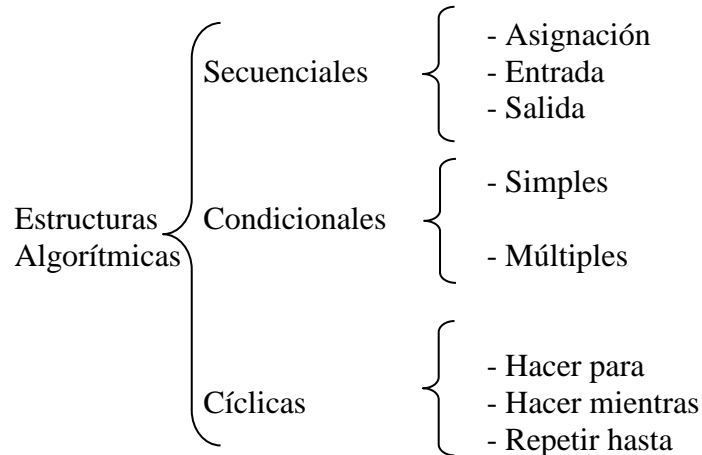 Estructuras
Algorítmicas
Secuenciales
- Asignación
- Entrada
- Salida
Condicionales
- Simples
- Múltiples
Cíclicas
- Hacer para
- Hacer mientras
- Repetir hasta